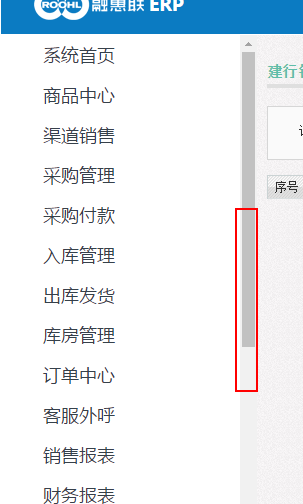 ROOHL 融惠联 ERP
系统首页
商品中心
渠道销售
采购管理
采购付款
入库管理
出库发货
库房管理
订单中心
客服外呼
销售报表
财务报表
建行
序号